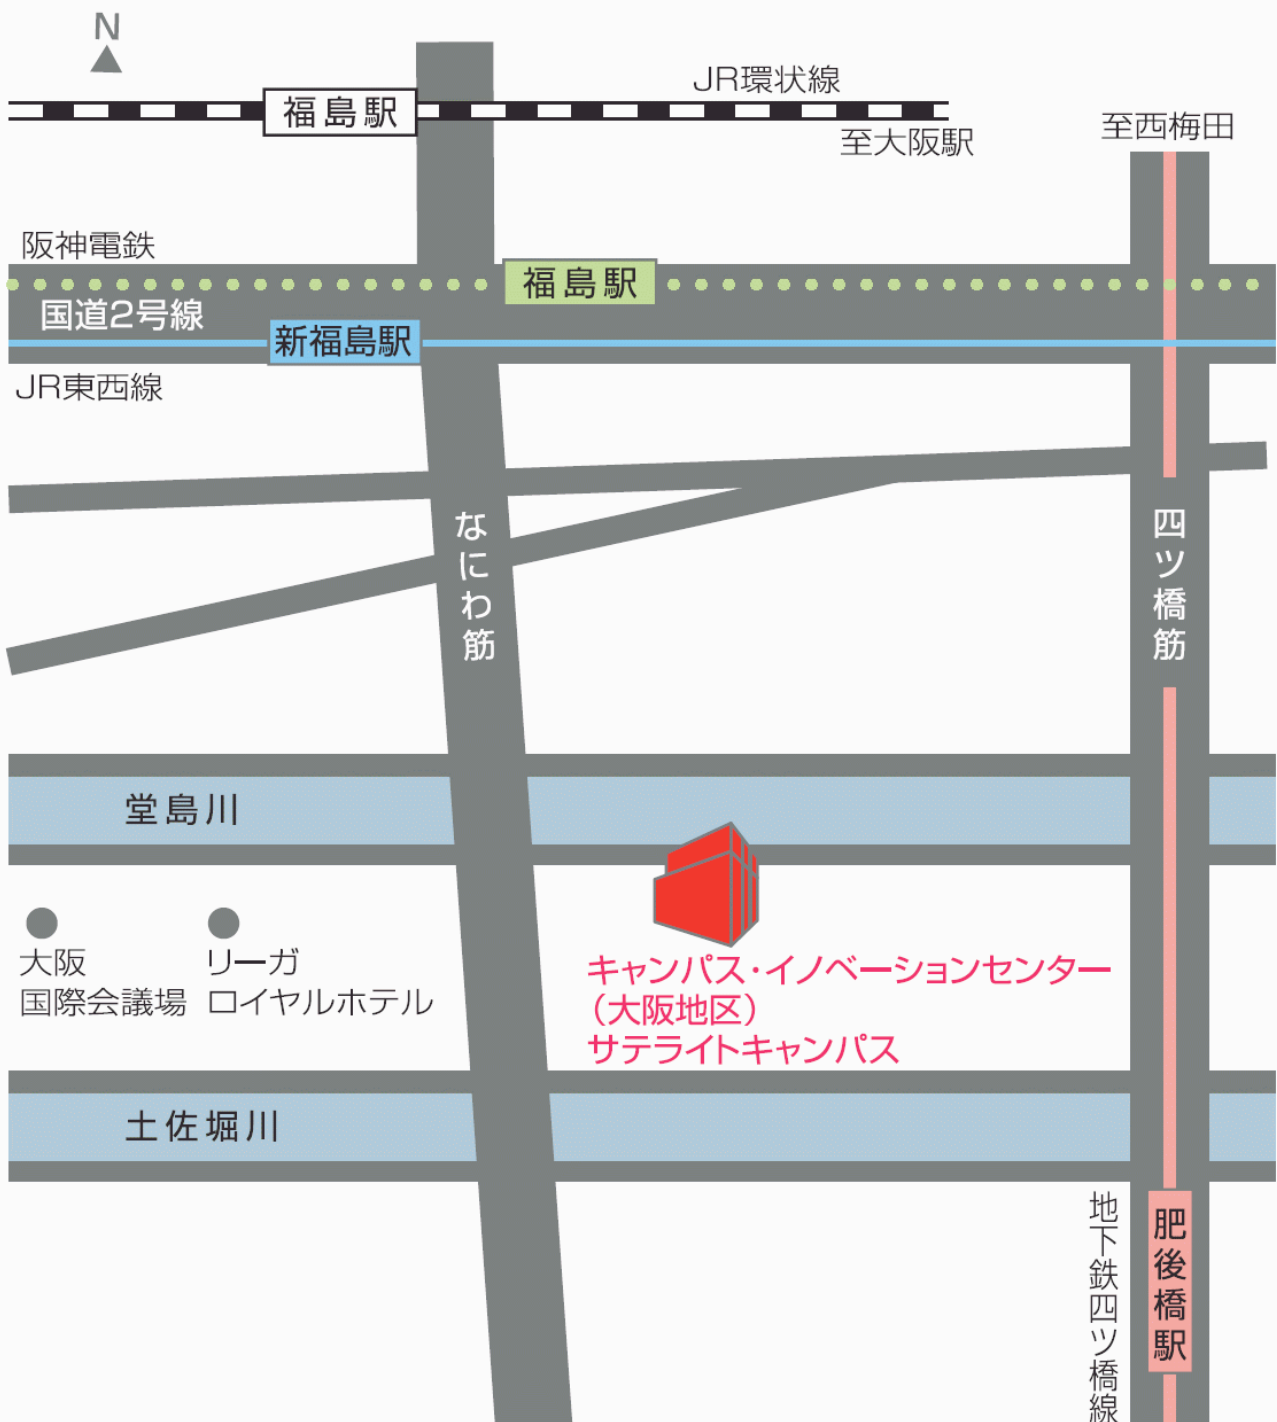 N
JR環状線
福島駅
至大阪駅
至西梅田
阪神電鉄
福島駅
国道2号線
新福島駅
JR東西線
なにわ筋
四ツ橋筋
堂島川
大阪
国際会議場
リーガ
ロイヤルホテル
キャンパス・イノベーションセンター
（大阪地区）
サテライトキャンパス
土佐堀川
地下鉄四ツ橋線
肥後橋駅